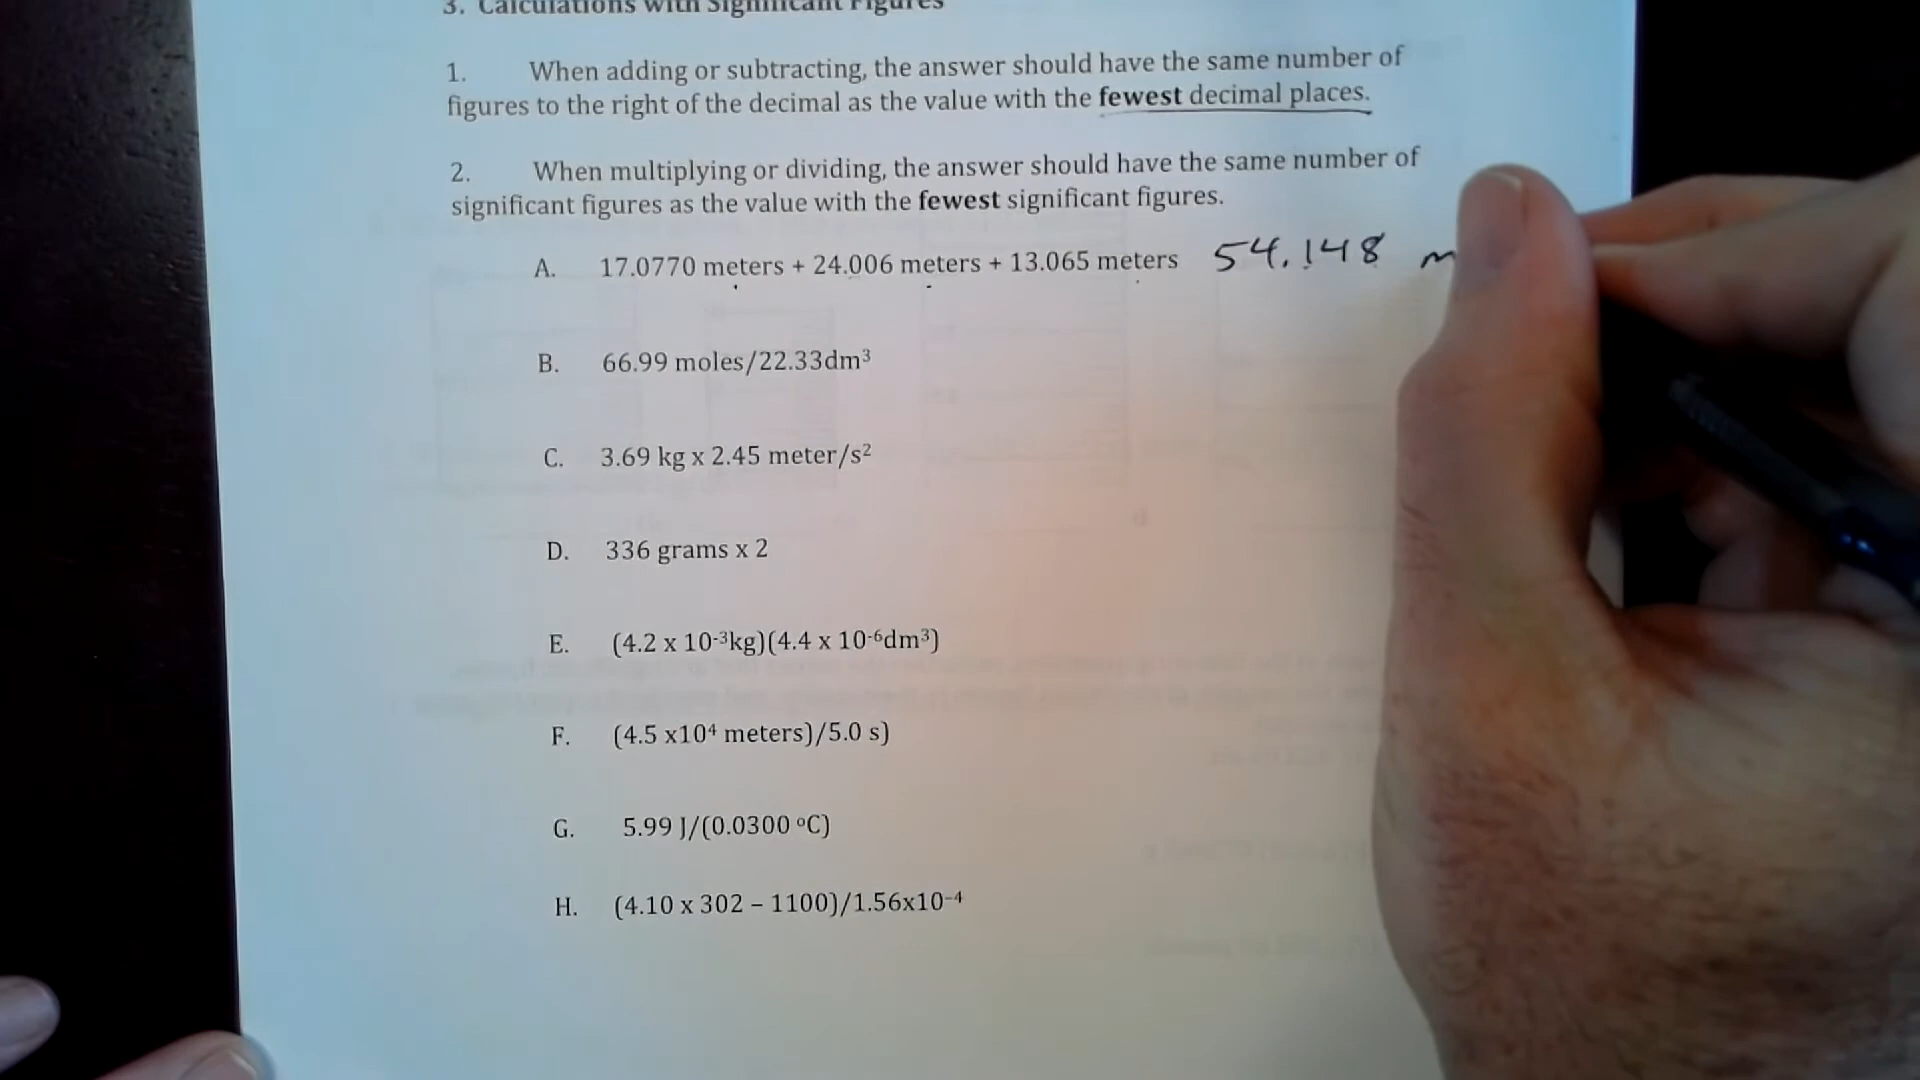 3. Calculations with Significant Figures
1. When adding or subtracting, the answer should have the same number of
figures to the right of the decimal as the value with the fewest decimal places.
2. When multiplying or dividing, the answer should have the same number of
significant figures as the value with the fewest significant figures.
A. 17.0770 meters + 24.006 meters + 13.065 meters 54.148 m
B. 66.99 moles/22.33dm³
C. 3.69 kg x 2.45 meter/s²
D. 336 grams x 2
E. (4.2 x 10⁻³kg)(4.4 x 10⁻⁶dm³)
F. (4.5 x10⁴ meters)/5.0 s)
G. 5.99 J/(0.0300 ᵒC)
H. (4.10 x 302 – 1100)/1.56x10⁻⁴